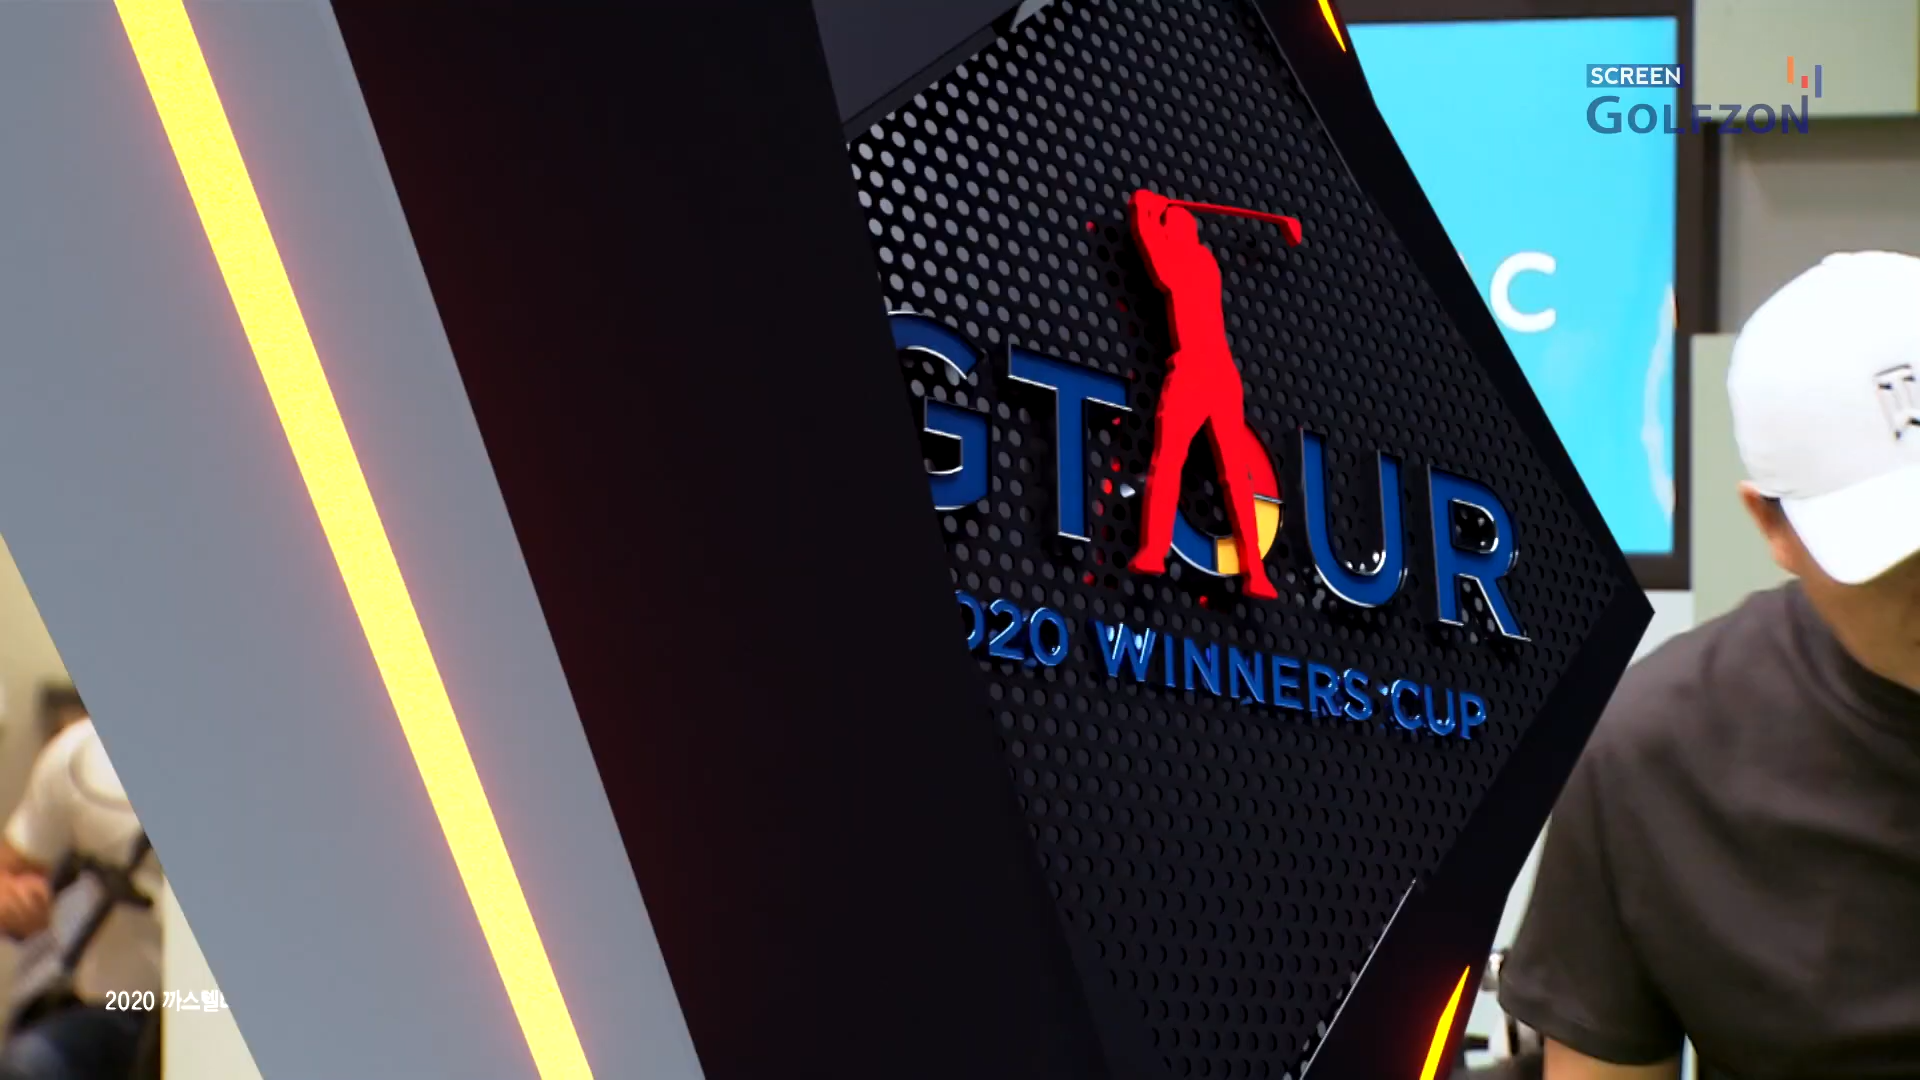 SCREEN
GOLFZON
C
GTOUR
2020 WINNERS CUP
2020 까스텔